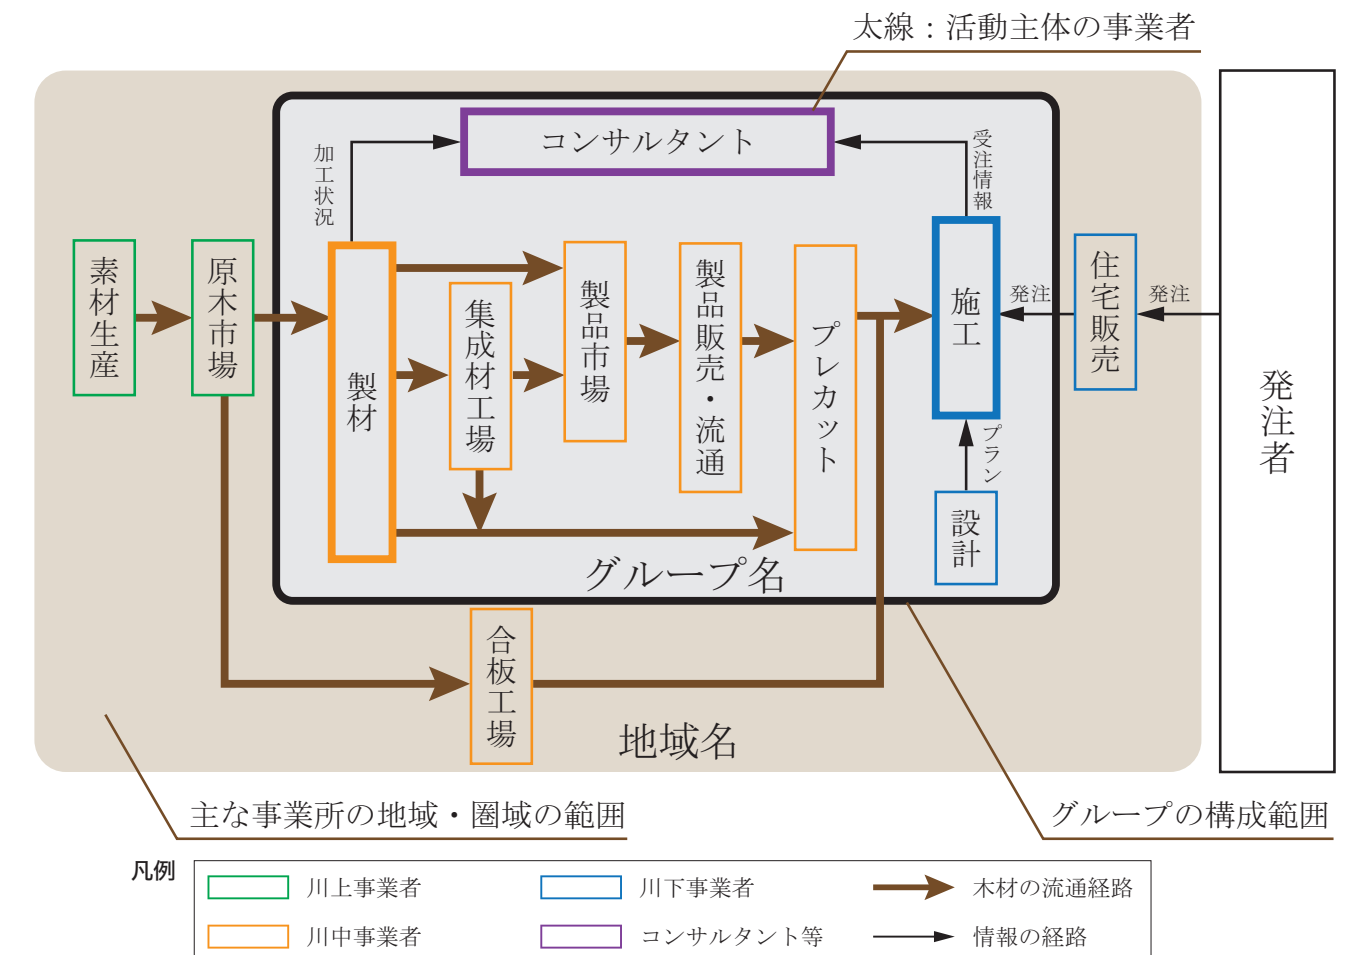 太線：活動主体の事業者
コンサルタント
加工状況
受注情報
素材生産
原木市場
製材
集成材工場
製品市場
製品販売・流通
プレカット
施工
発注
住宅販売
発注
発注者
プラン
設計
グループ名
合板工場
地域名
主な事業所の地域・圏域の範囲
グループの構成範囲
凡例
川上事業者
川下事業者
木材の流通経路
川中事業者
コンサルタント等
情報の経路